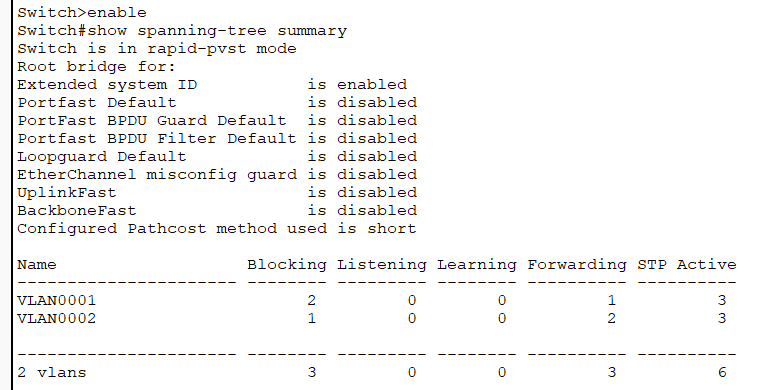 Switch>enable
Switch#show spanning-tree summary
Switch is in rapid-pvst mode
Root bridge for:
Extended system ID           is enabled
Portfast Default             is disabled
PortFast BPDU Guard Default  is disabled
Portfast BPDU Filter Default is disabled
Loopguard Default            is disabled
EtherChannel misconfig guard is disabled
UplinkFast                   is disabled
BackboneFast                 is disabled
Configured Pathcost method used is short

Name                   Blocking Listening Learning Forwarding STP Active
---------------------- -------- --------- -------- ---------- ----------
VLAN0001                     2         0        0          1          3
VLAN0002                     1         0        0          2          3

---------------------- -------- --------- -------- ---------- ----------
2 vlans                      3         0        0          3          6